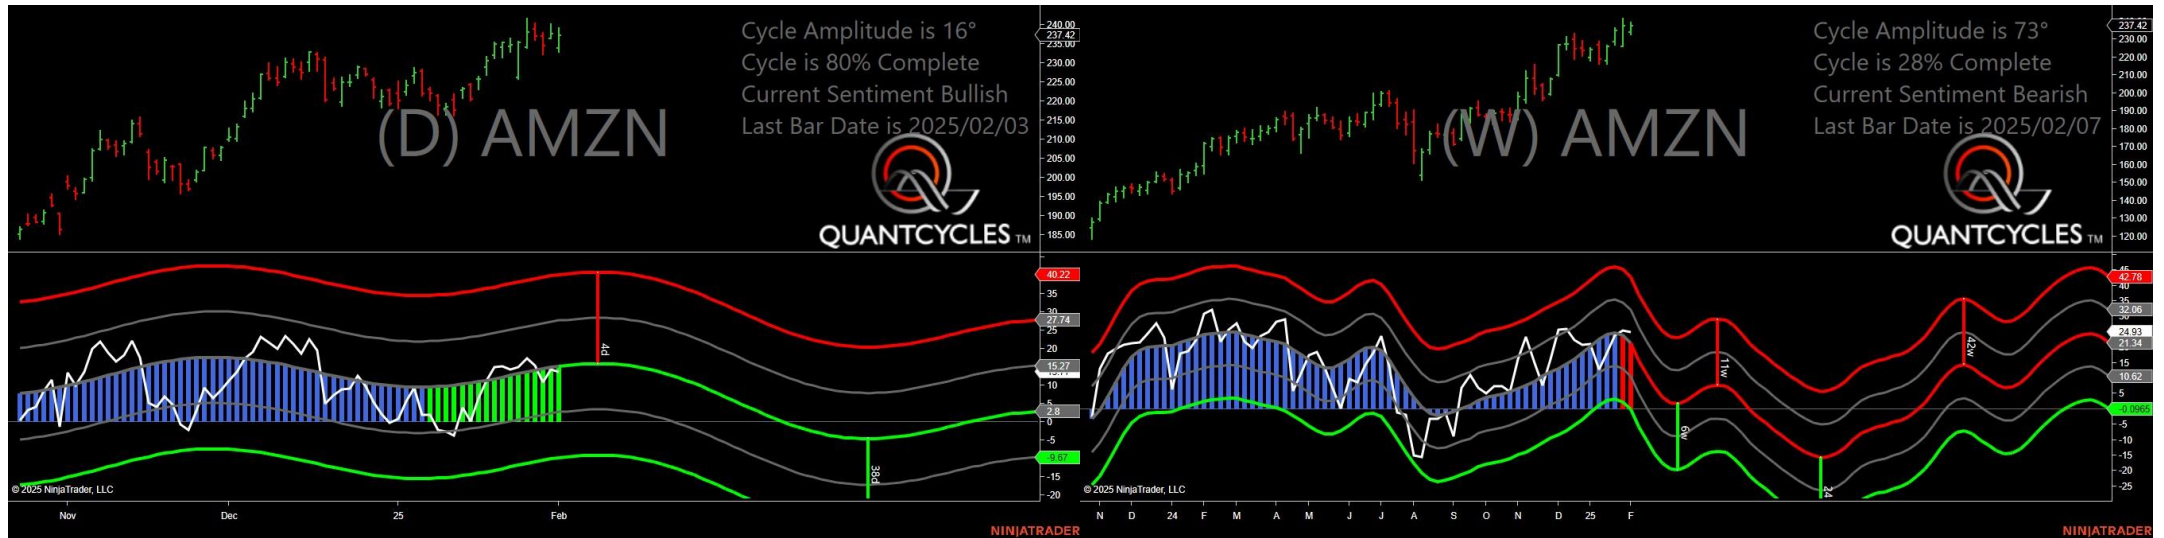 Cycle Amplitude is 16°
Cycle is 80% Complete
Current Sentiment Bullish
Last Bar Date is 2025/02/03
(D) AMZN
QUANTCYCLES TM
240.00
237.42
235.00
230.00
225.00
220.00
215.00
210.00
205.00
200.00
195.00
190.00
185.00
40.22
35
30
27.74
25
20
15.27
10
5
2.8
0
-5
-9.67
-15
-20
4d
38d
© 2025 NinjaTrader, LLC
Nov Dec 25 Feb
NINJATRADER
Cycle Amplitude is 73°
Cycle is 28% Complete
Current Sentiment Bearish
Last Bar Date is 2025/02/07
(W) AMZN
QUANTCYCLES TM
237.42
230.00
220.00
210.00
200.00
190.00
180.00
170.00
160.00
150.00
140.00
130.00
120.00
45
42.78
40
35
32.06
24.93
21.34
15
10.62
5
-0.0965
-5
-10
-15
-20
-25
6w
11w
24
42w
© 2025 NinjaTrader, LLC
N D 24 F M A M J J A S O N D 25 F
NINJATRADER